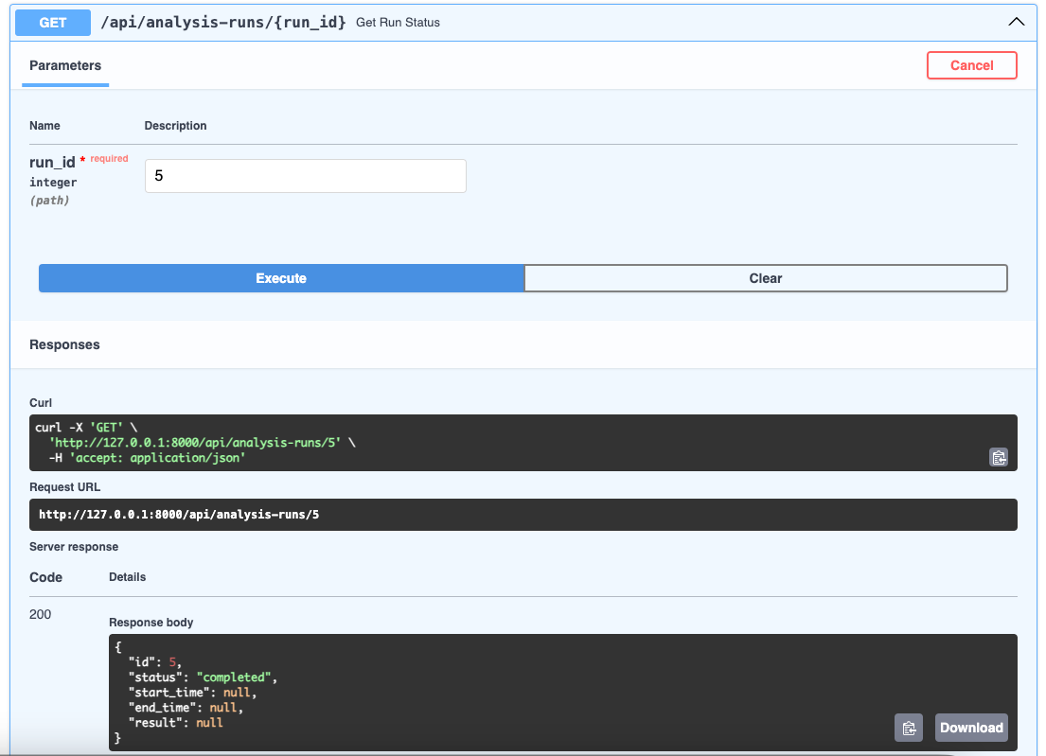 GET /api/analysis-runs/{run_id} Get Run Status
Parameters Cancel
Name Description
run_id * required 5
integer
(path)
Execute Clear
Responses
Curl
curl -X 'GET' \
'http://127.0.0.1:8000/api/analysis-runs/5' \
-H 'accept: application/json'
Request URL
http://127.0.0.1:8000/api/analysis-runs/5
Server response
Code Details
200
Response body
{
"id": 5,
"status": "completed",
"start_time": null,
"end_time": null,
"result": null
}
Download